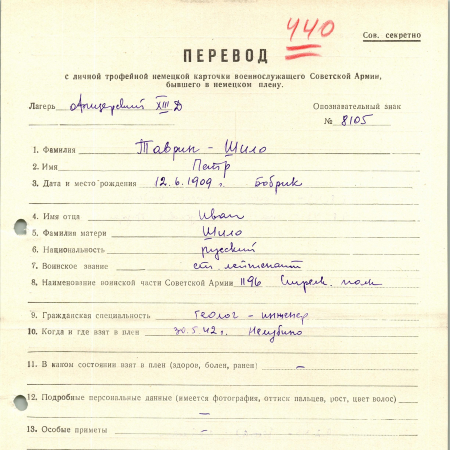 440
Сов. секретно
ПЕРЕВОД
с личной трофейной немецкой карточки военнослужащего Советской Армии,
бывшего в немецком плену.
Лагерь Офицерский XIII Д
Опознавательный знак
№ 8105
1. Фамилия Таврин - Шило
2. Имя Петр
3. Дата и место рождения 12.6.1909 г. Бобрик
4. Имя отца Иван
5. Фамилия матери Шило
6. Национальность русский
7. Воинское звание ст. лейтенант
8. Наименование воинской части Советской Армии 1196 Стрелк. полк
9. Гражданская специальность геолог - инженер
10. Когда и где взят в плен 30.5.42 г.
11. В каком состоянии взят в плен (здоров, болен, ранен) –
12. Подробные персональные данные (имеется фотография, оттиск пальцев, рост, цвет волос)
–
13. Особые приметы –